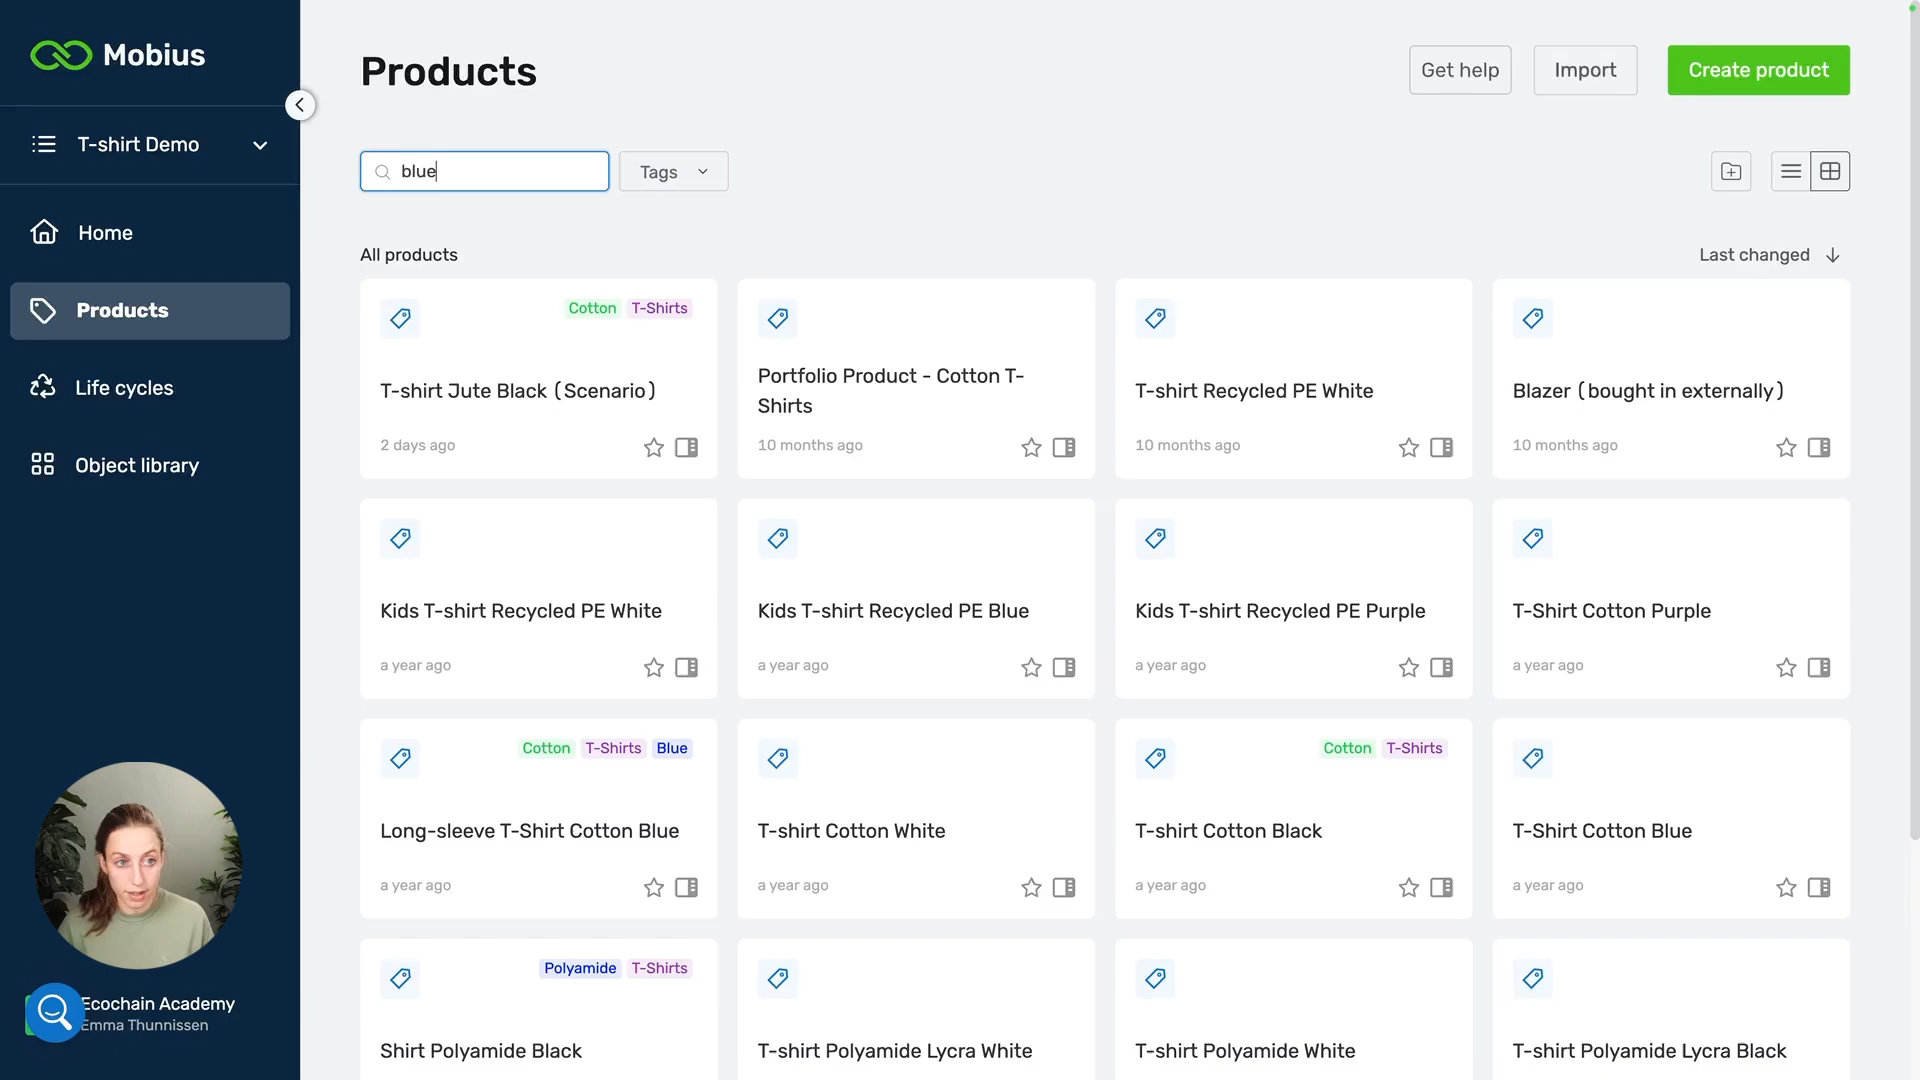 Mobius
T-shirt Demo
Home
Products
Life cycles
Object library
Ecochain Academy
Emma Thunnissen
Products
Get help
Import
Create product
blue
Tags
All products
Last changed
Cotton T-Shirts
T-shirt Jute Black (Scenario)
2 days ago
Portfolio Product - Cotton T-
Shirts
10 months ago
T-shirt Recycled PE White
10 months ago
Blazer (bought in externally)
10 months ago
Kids T-shirt Recycled PE White
a year ago
Kids T-shirt Recycled PE Blue
a year ago
Kids T-shirt Recycled PE Purple
a year ago
T-Shirt Cotton Purple
a year ago
Cotton T-Shirts Blue
Long-sleeve T-Shirt Cotton Blue
a year ago
T-shirt Cotton White
a year ago
Cotton T-Shirts
T-shirt Cotton Black
a year ago
T-Shirt Cotton Blue
a year ago
Polyamide T-Shirts
Shirt Polyamide Black
T-shirt Polyamide Lycra White
T-shirt Polyamide White
T-shirt Polyamide Lycra Black